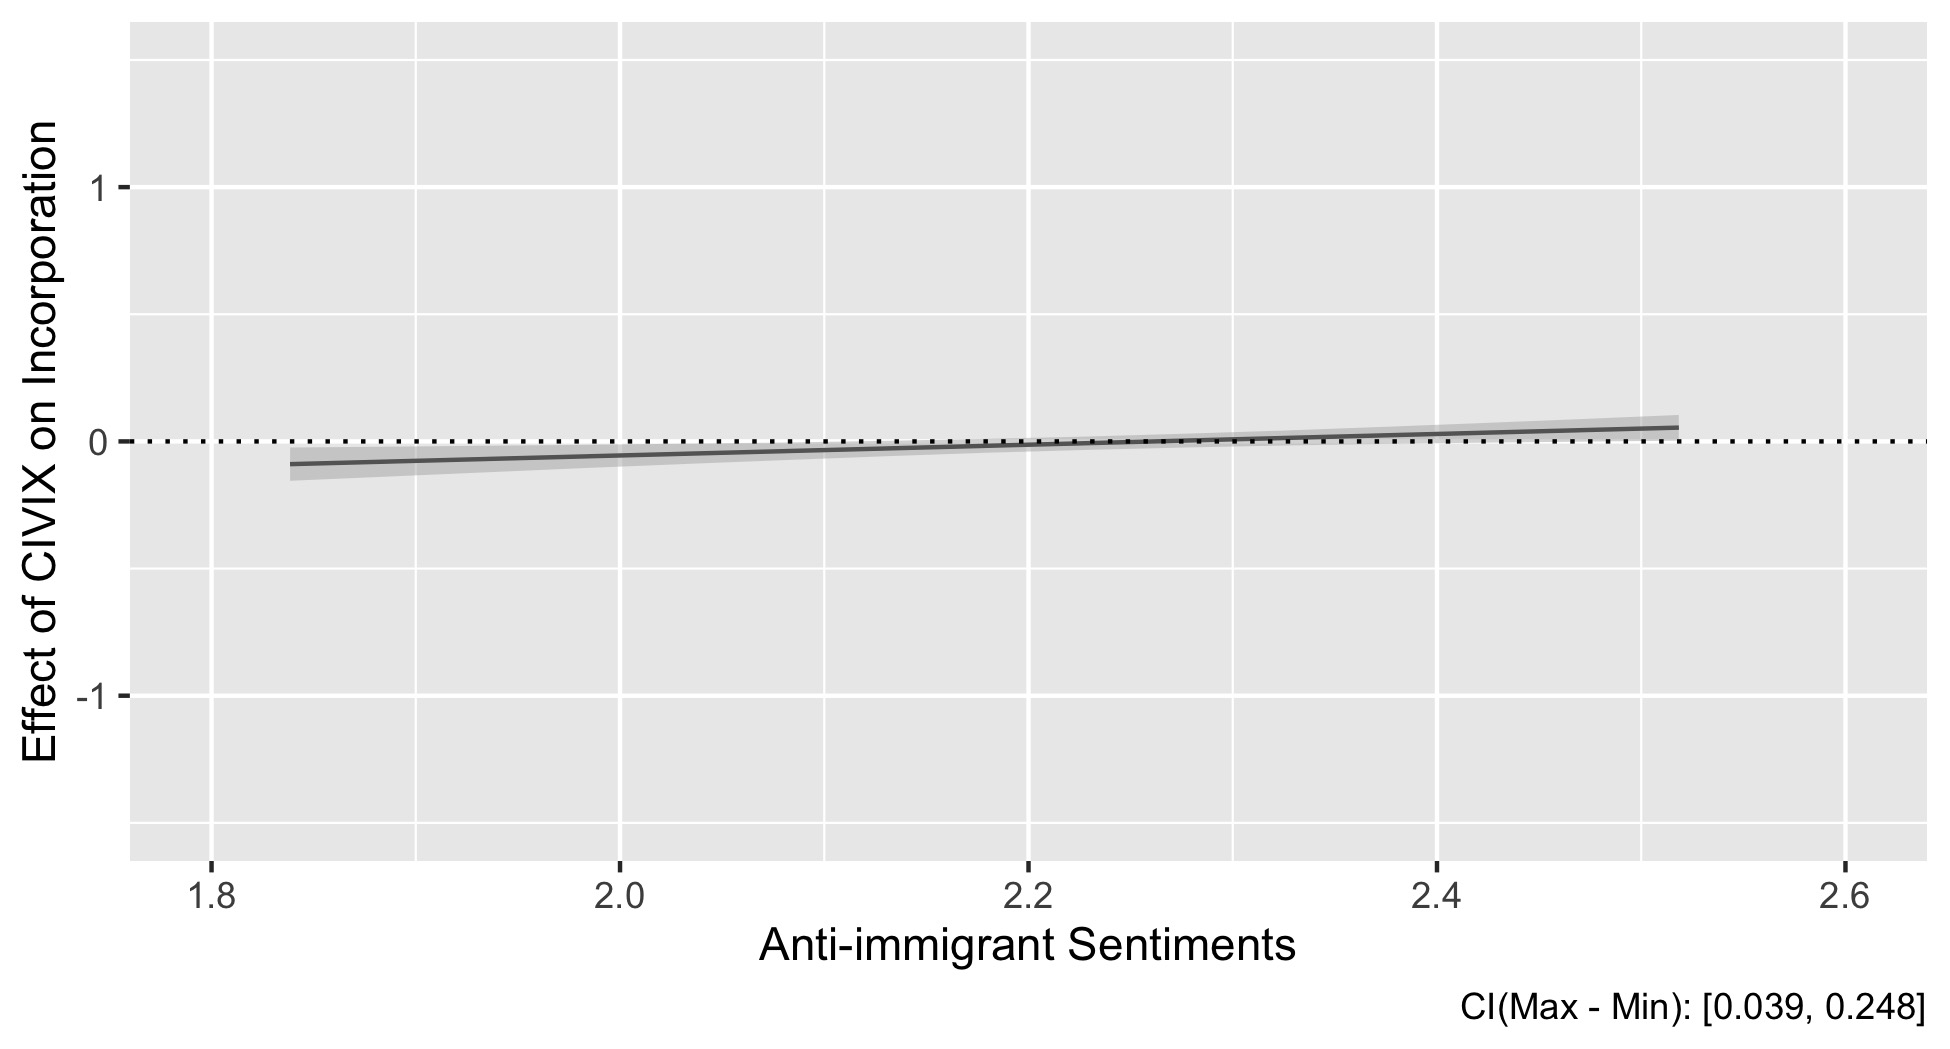 Effect of CIVIX on Incorporation
1
0
-1
1.8 2.0 2.2 2.4 2.6
Anti-immigrant Sentiments
CI(Max - Min): [0.039, 0.248]